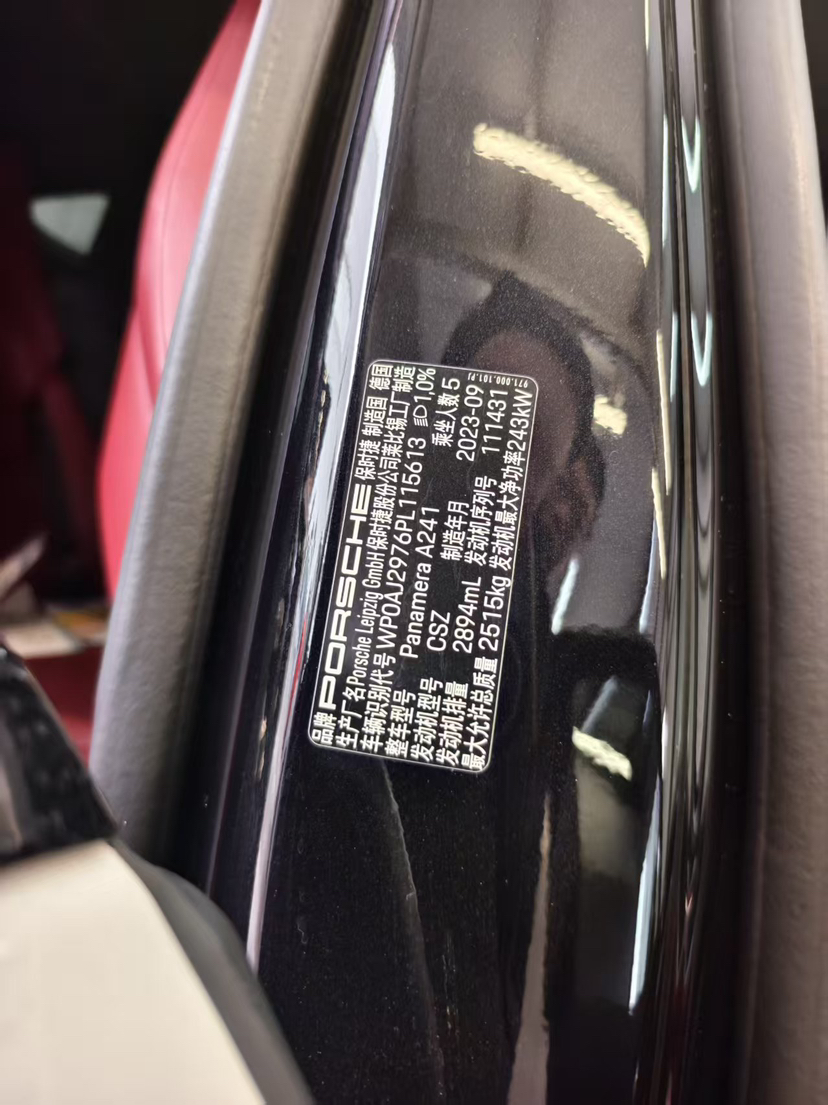 品牌 PORSCHE 保时捷 制造国 德国
生产厂名 Porsche Leipzig GmbH 保时捷股份公司莱比锡工厂制造
车辆识别代号 WP0AJ2976PL115613 1,0%
整车型号 Panamera A241 乘坐人数 5
发动机型号 CSZ 制造年月 2023-09
发动机排量 2894mL 发动机序列号 111431
最大允许总质量 2515kg 发动机最大净功率 243kW
971.000.101.PJ